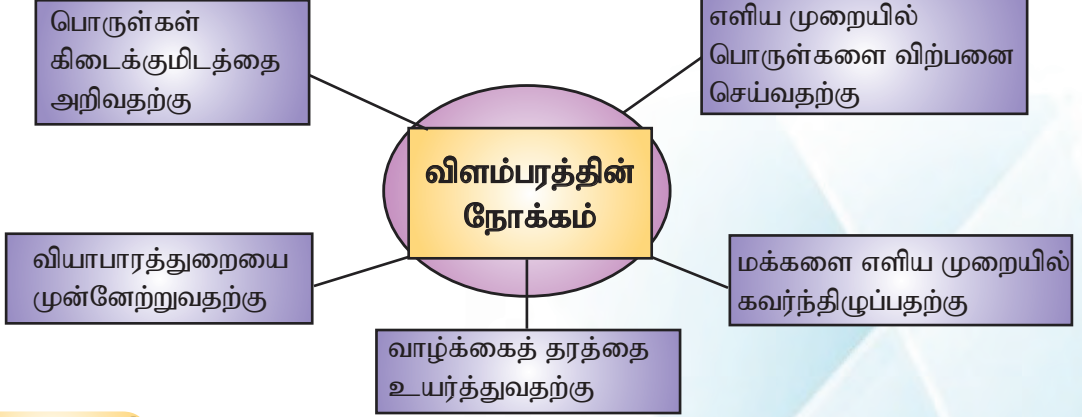 பொருள்கள்
கிடைக்குமிடத்தை
அறிவதற்கு
எளிய முறையில்
பொருள்களை விற்பனை
செய்வதற்கு
விளம்பரத்தின்
நோக்கம்
வியாபாரத்துறையை
முன்னேற்றுவதற்கு
மக்களை எளிய முறையில்
கவர்ந்திழுப்பதற்கு
வாழ்க்கைத் தரத்தை
உயர்த்துவதற்கு